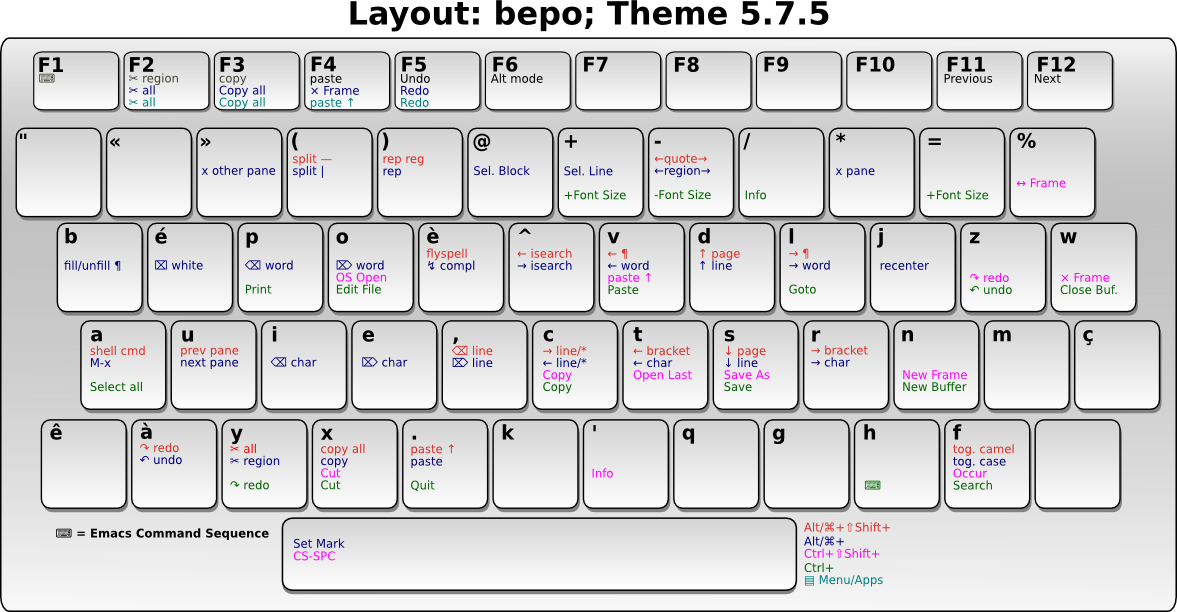 Layout: bepo; Theme 5.7.5
F1
⌨
F2
✂ region
✂ all
✂ all
F3
copy
Copy all
Copy all
F4
paste
× Frame
paste ↑
F5
Undo
Redo
Redo
F6
Alt mode
F7
F8
F9
F10
F11
Previous
F12
Next
"
«
»
x other pane
(
split —
split |
)
rep reg
rep
@
Sel. Block
+
Sel. Line
+Font Size
-
←quote→
←region→
-Font Size
/
Info
*
x pane
=
+Font Size
%
↔ Frame
b
fill/unfill ¶
é
⌧ white
p
⌫ word
Print
o
⌦ word
OS Open
Edit File
è
flyspell
↯ compl
^
← isearch
→ isearch
v
← ¶
← word
paste ↑
Paste
d
↑ page
↑ line
l
→ ¶
→ word
Goto
j
recenter
z
↷ redo
↶ undo
w
× Frame
Close Buf.
a
shell cmd
M-x
Select all
u
prev pane
next pane
i
⌫ char
e
⌦ char
,
⌫ line
⌦ line
c
→ line/*
← line/*
Copy
Copy
t
← bracket
← char
Open Last
s
↓ page
↓ line
Save As
Save
r
→ bracket
→ char
n
New Frame
New Buffer
m
ç
ê
à
↷ redo
↶ undo
y
✂ all
✂ region
↷ redo
x
copy all
copy
Cut
Cut
.
paste ↑
paste
Quit
k
'
Info
q
g
h
⌨
f
tog. camel
tog. case
Occur
Search
⌨ = Emacs Command Sequence
Set Mark
CS-SPC
Alt/⌘+⇧Shift+
Alt/⌘+
Ctrl+⇧Shift+
Ctrl+
▤ Menu/Apps